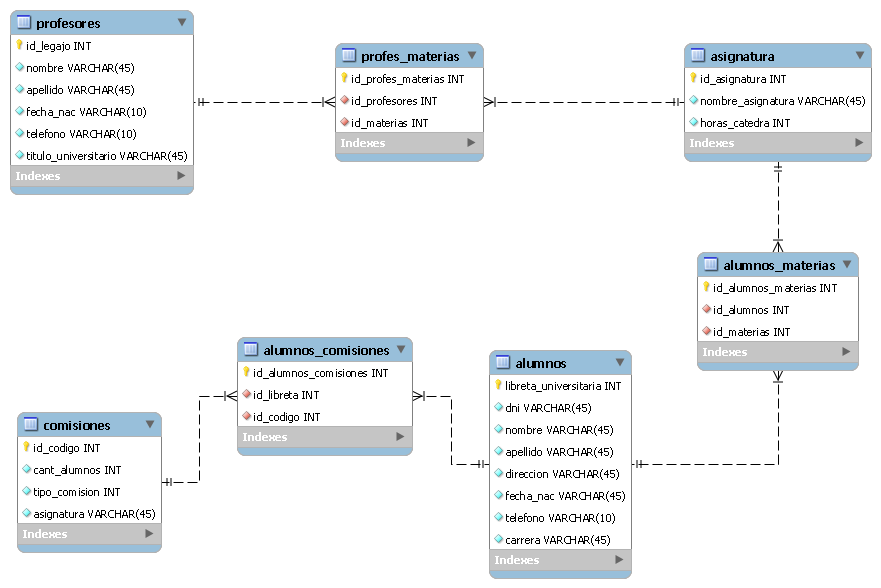 profesores
id_legajo INT
nombre VARCHAR(45)
apellido VARCHAR(45)
fecha_nac VARCHAR(10)
telefono VARCHAR(10)
titulo_universitario VARCHAR(45)
Indexes
profes_materias
id_profes_materias INT
id_profesores INT
id_materias INT
Indexes
asignatura
id_asignatura INT
nombre_asignatura VARCHAR(45)
horas_catedra INT
Indexes
alumnos_materias
id_alumnos_materias INT
id_alumnos INT
id_materias INT
Indexes
alumnos_comisiones
id_alumnos_comisiones INT
id_libreta INT
id_codigo INT
Indexes
alumnos
libreta_universitaria INT
dni VARCHAR(45)
nombre VARCHAR(45)
apellido VARCHAR(45)
direccion VARCHAR(45)
fecha_nac VARCHAR(45)
telefono VARCHAR(10)
carrera VARCHAR(45)
Indexes
comisiones
id_codigo INT
cant_alumnos INT
tipo_comision INT
asignatura VARCHAR(45)
Indexes